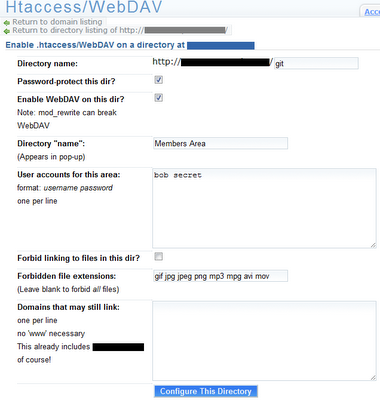 Htaccess/WebDAV
Return to domain listing
Return to directory listing of http:// /
Enable .htaccess/WebDAV on a directory at
Directory name: http:// / git
Password-protect this dir?
Enable WebDAV on this dir?
Note: mod_rewrite can break
WebDAV
Directory "name": Members Area
(Appears in pop-up)
User accounts for this area: bob secret
format: username password
one per line
Forbid linking to files in this dir?
Forbidden file extensions: gif jpg jpeg png mp3 mpg avi mov
(Leave blank to forbid all files)
Domains that may still link:
one per line
no 'www' necessary
This already includes
of course!
Configure This Directory